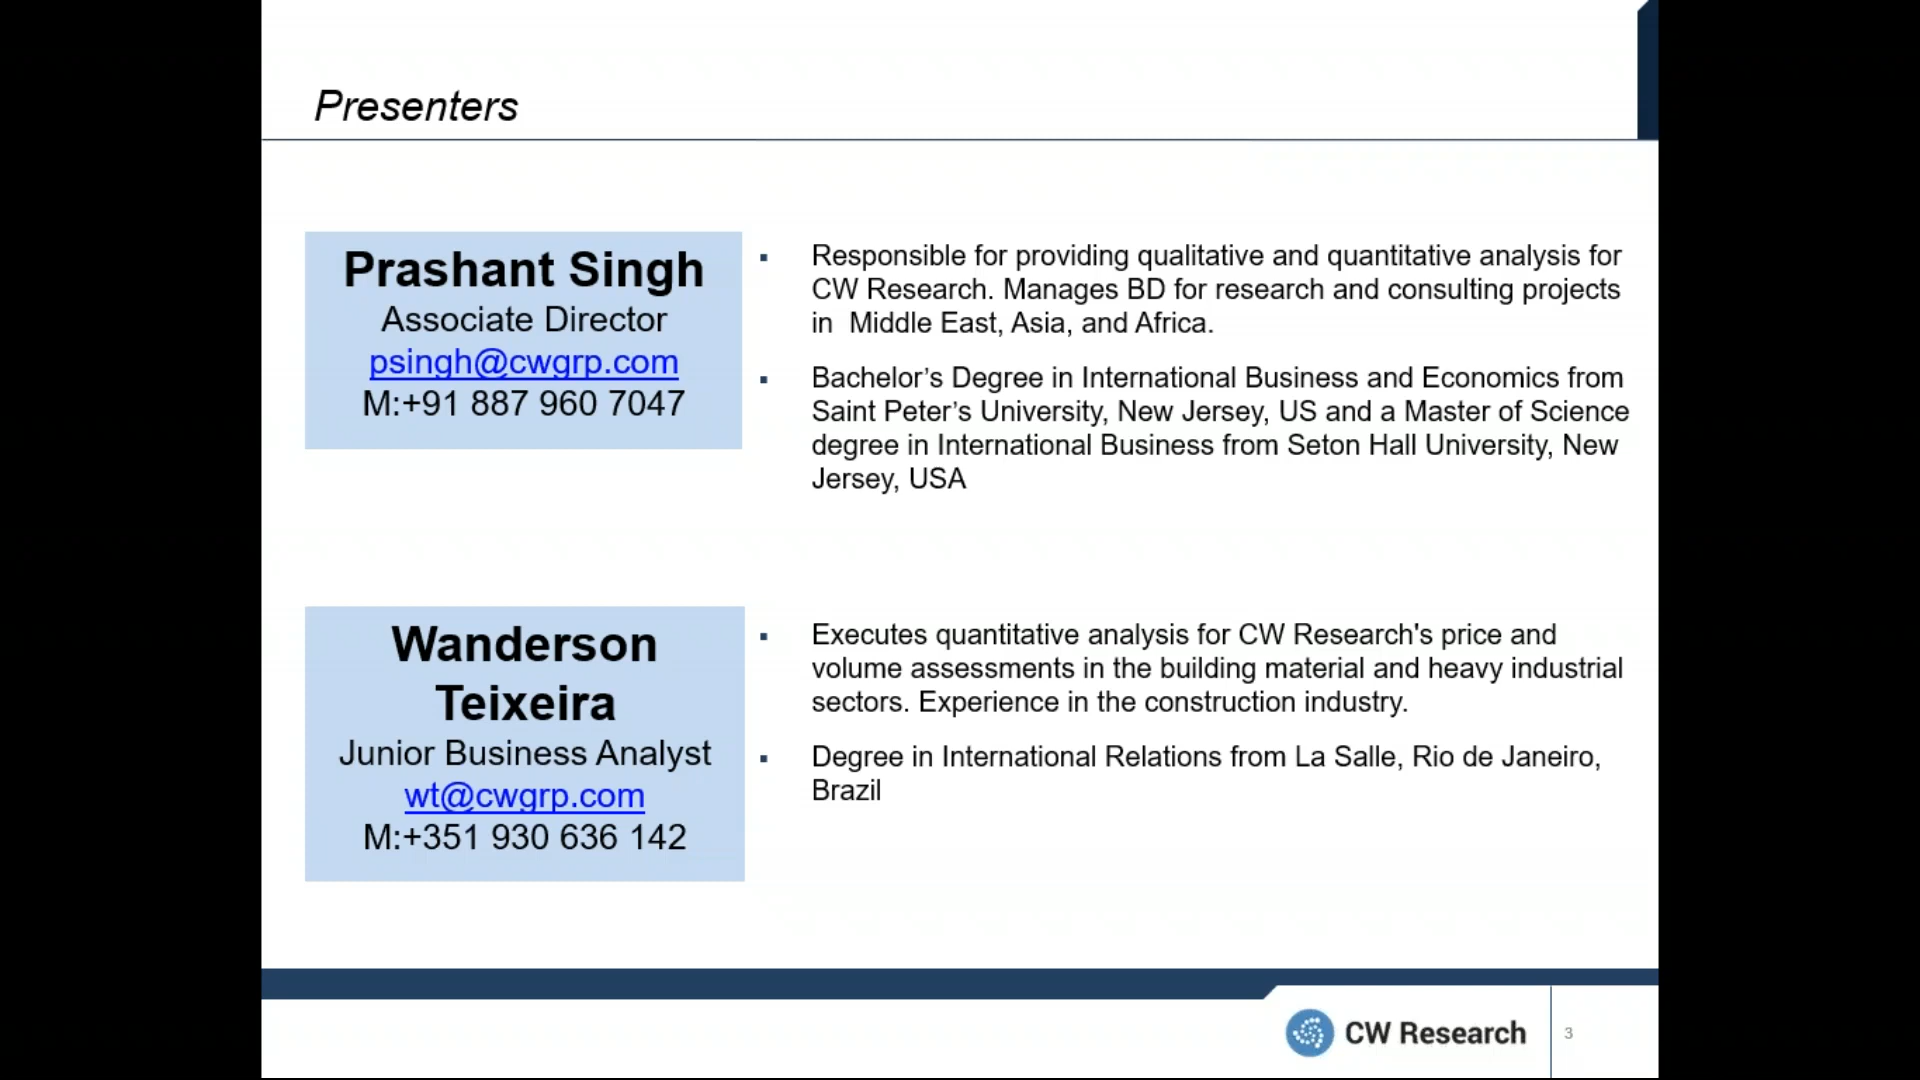 Presenters
Prashant Singh
Associate Director
psingh@cwgrp.com
M:+91 887 960 7047
▪ Responsible for providing qualitative and quantitative analysis for
CW Research. Manages BD for research and consulting projects
in  Middle East, Asia, and Africa.
▪ Bachelor’s Degree in International Business and Economics from
Saint Peter’s University, New Jersey, US and a Master of Science
degree in International Business from Seton Hall University, New
Jersey, USA
Wanderson
Teixeira
Junior Business Analyst
wt@cwgrp.com
M:+351 930 636 142
▪ Executes quantitative analysis for CW Research's price and
volume assessments in the building material and heavy industrial
sectors. Experience in the construction industry.
▪ Degree in International Relations from La Salle, Rio de Janeiro,
Brazil
CW Research
3